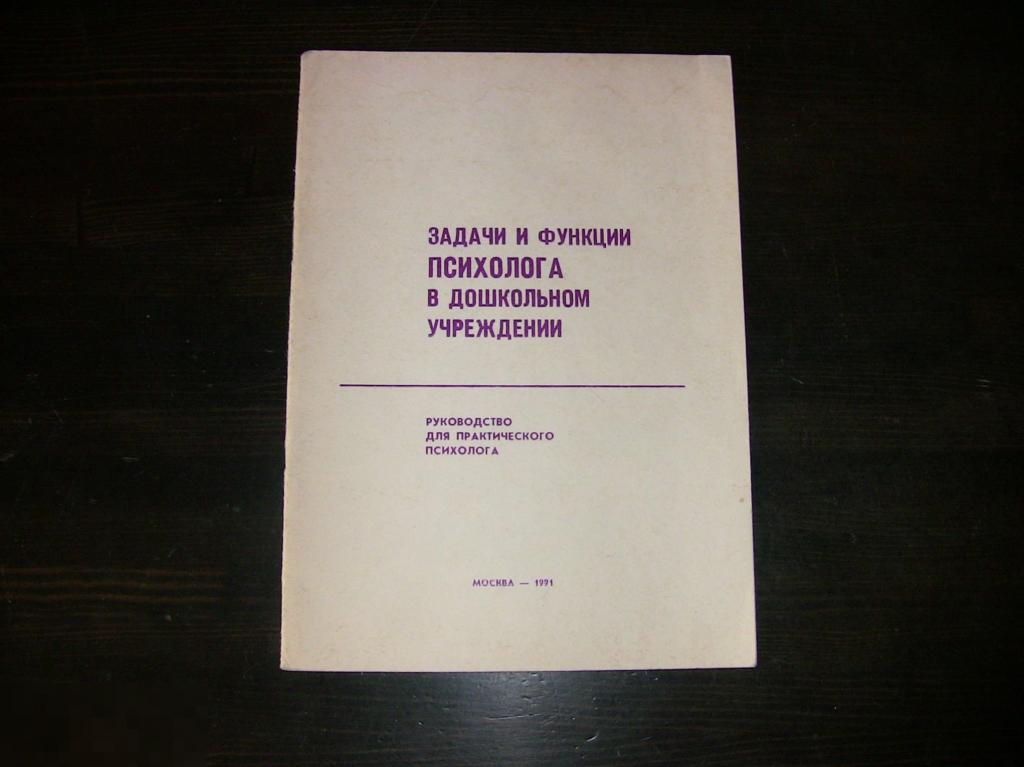 ЗАДАЧИ И ФУНКЦИИ
ПСИХОЛОГА
В ДОШКОЛЬНОМ
УЧРЕЖДЕНИИ
РУКОВОДСТВО
ДЛЯ ПРАКТИЧЕСКОГО
ПСИХОЛОГА
МОСКВА — 1991